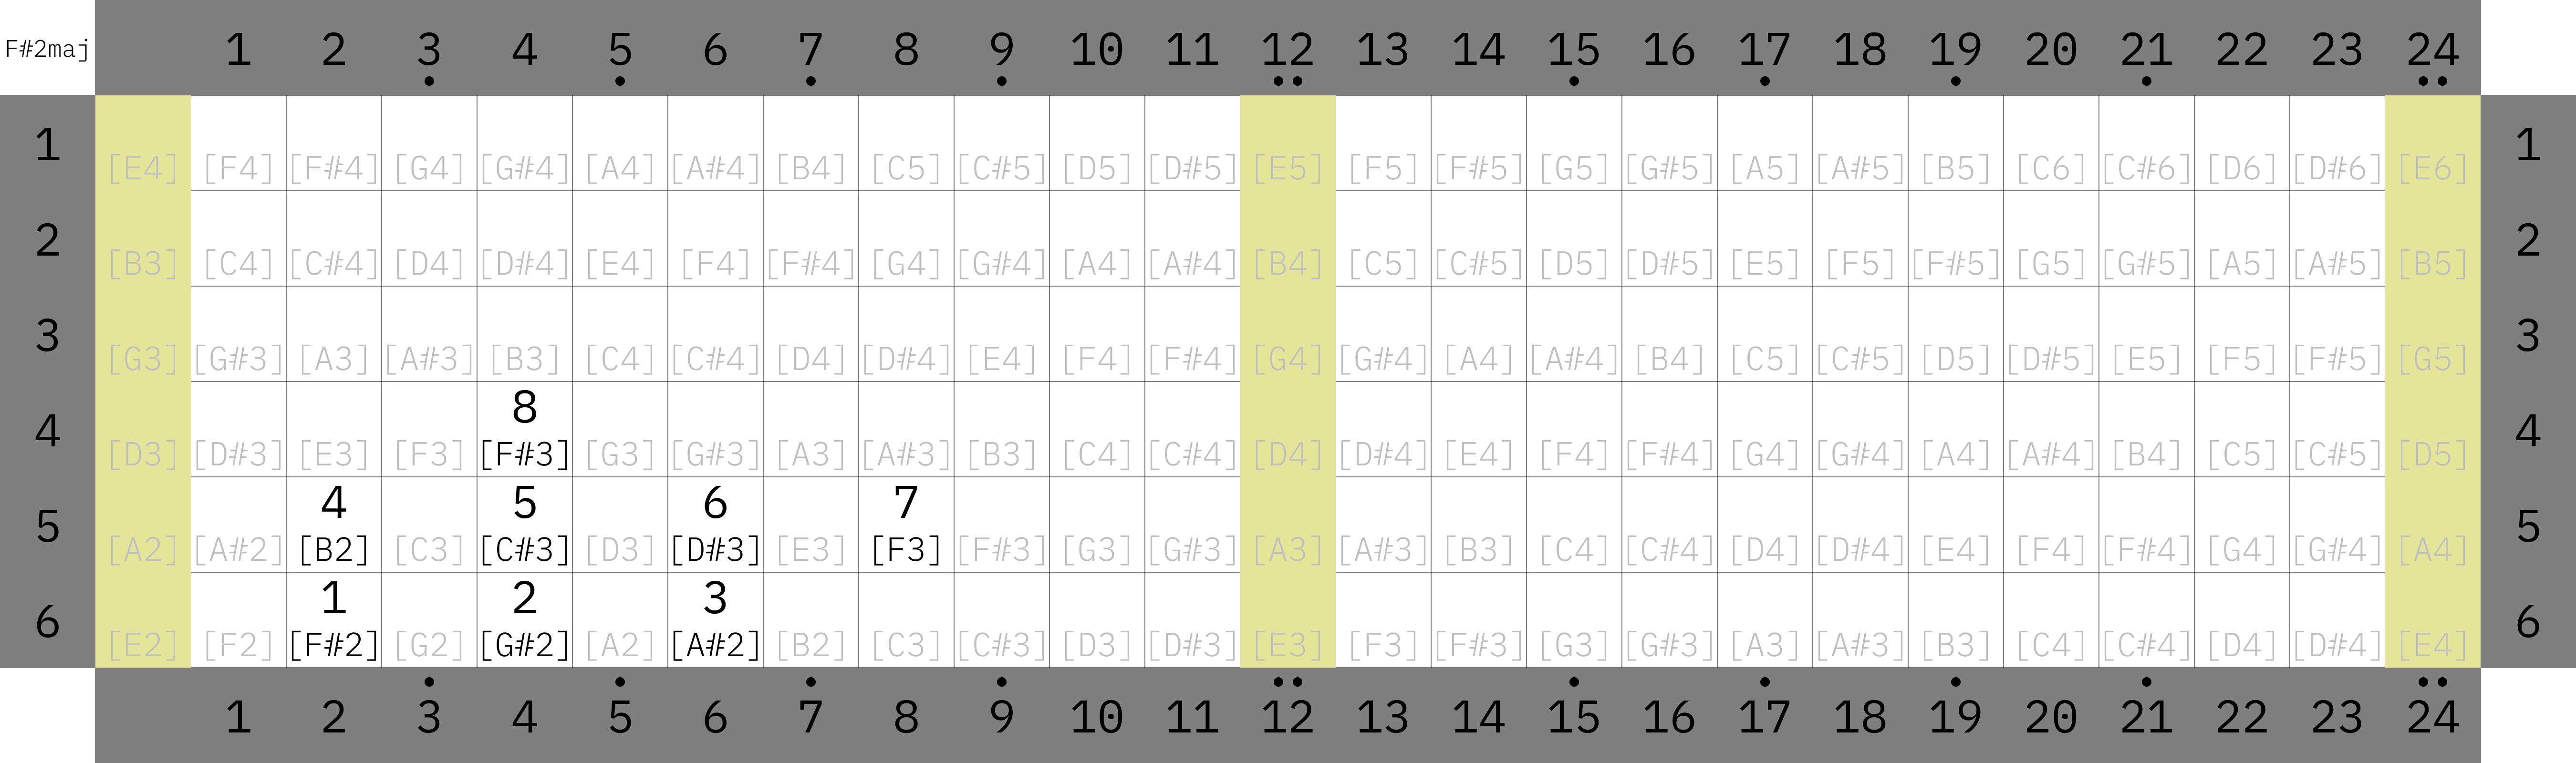 F#2maj 1 2 3 4 5 6 7 8 9 10 11 12 13 14 15 16 17 18 19 20 21 22 23 24
1 [E4] [F4] [F#4] [G4] [G#4] [A4] [A#4] [B4] [C5] [C#5] [D5] [D#5] [E5] [F5] [F#5] [G5] [G#5] [A5] [A#5] [B5] [C6] [C#6] [D6] [D#6] [E6] 1
2 [B3] [C4] [C#4] [D4] [D#4] [E4] [F4] [F#4] [G4] [G#4] [A4] [A#4] [B4] [C5] [C#5] [D5] [D#5] [E5] [F5] [F#5] [G5] [G#5] [A5] [A#5] [B5] 2
3 [G3] [G#3] [A3] [A#3] [B3] [C4] [C#4] [D4] [D#4] [E4] [F4] [F#4] [G4] [G#4] [A4] [A#4] [B4] [C5] [C#5] [D5] [D#5] [E5] [F5] [F#5] [G5] 3
8
4 [D3] [D#3] [E3] [F3] [F#3] [G3] [G#3] [A3] [A#3] [B3] [C4] [C#4] [D4] [D#4] [E4] [F4] [F#4] [G4] [G#4] [A4] [A#4] [B4] [C5] [C#5] [D5] 4
4 5 6 7
5 [A2] [A#2] [B2] [C3] [C#3] [D3] [D#3] [E3] [F3] [F#3] [G3] [G#3] [A3] [A#3] [B3] [C4] [C#4] [D4] [D#4] [E4] [F4] [F#4] [G4] [G#4] [A4] 5
1 2 3
6 [E2] [F2] [F#2] [G2] [G#2] [A2] [A#2] [B2] [C3] [C#3] [D3] [D#3] [E3] [F3] [F#3] [G3] [G#3] [A3] [A#3] [B3] [C4] [C#4] [D4] [D#4] [E4] 6
1 2 3 4 5 6 7 8 9 10 11 12 13 14 15 16 17 18 19 20 21 22 23 24